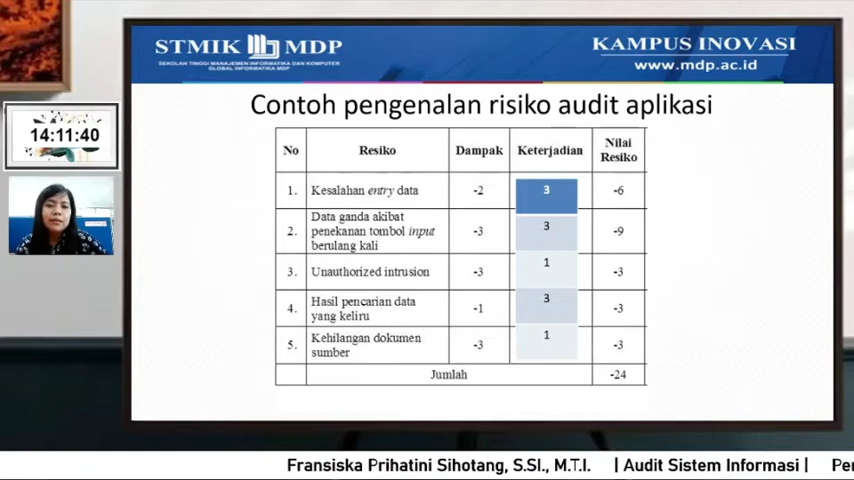 STMIK MDP
SEKOLAH TINGGI MANAJEMEN INFORMATIKA DAN KOMPUTER
GLOBAL INFORMATIKA MDP
KAMPUS INOVASI
www.mdp.ac.id
14:11:40
Contoh pengenalan risiko audit aplikasi
No Resiko Dampak Keterjadian Nilai Resiko
1. Kesalahan entry data -2 3 -6
2. Data ganda akibat
penekanan tombol input
berulang kali -3 3 -9
3. Unauthorized intrusion -3 1 -3
4. Hasil pencarian data
yang keliru -1 3 -3
5. Kehilangan dokumen
sumber -3 1 -3
Jumlah -24
Fransiska Prihatini Sihotang, S.SI., M.T.I. | Audit Sistem Informasi | Per